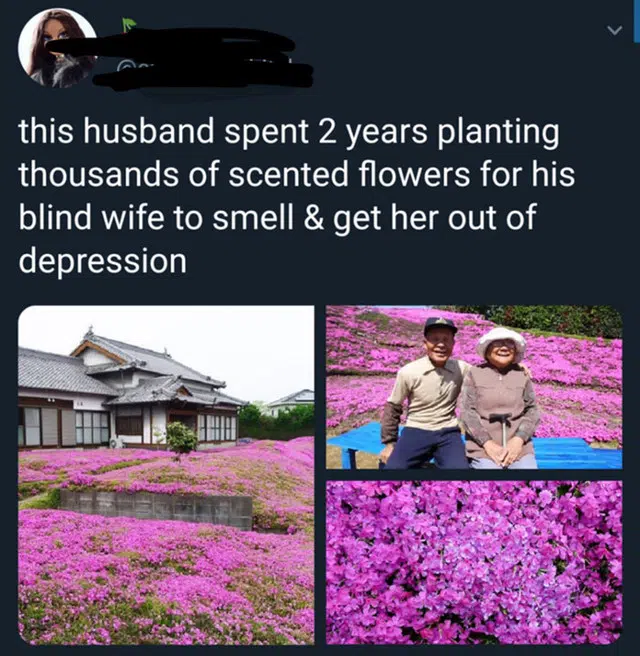 this husband spent 2 years planting
thousands of scented flowers for his
blind wife to smell & get her out of
depression